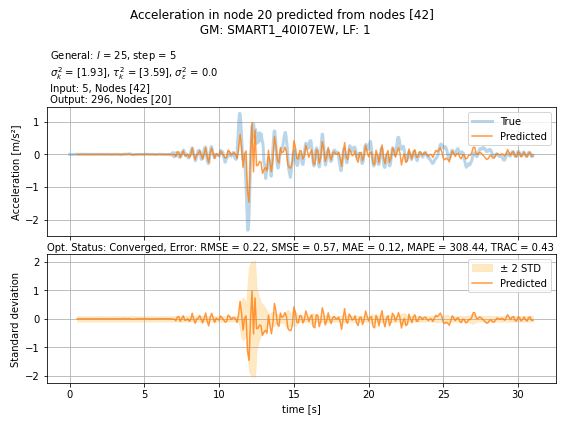 Acceleration in node 20 predicted from nodes [42]
GM: SMART1_40I07EW, LF: 1
General: l = 25, step = 5
σ²ₖ = [1.93], τ²ₖ = [3.59], σ²ε = 0.0
Input: 5, Nodes [42]
Output: 296, Nodes [20]
True
Predicted
1
0
−1
−2
Acceleration [m/s²]
Opt. Status: Converged, Error: RMSE = 0.22, SMSE = 0.57, MAE = 0.12, MAPE = 308.44, TRAC = 0.43
± 2 STD
Predicted
2
1
0
−1
−2
Standard deviation
0 5 10 15 20 25 30
time [s]